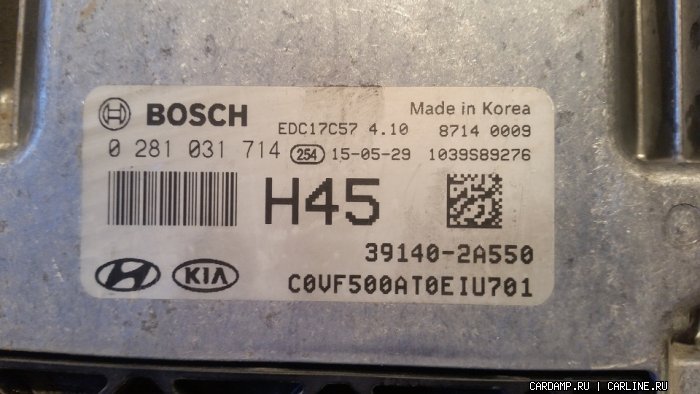 BOSCH
Made in Korea
EDC17C57 4.10 8714 0009
0 281 031 714 254 15-05-29 1039S89276
H45
39140-2A550
KIA
C0VF500AT0EIU701
CARDAMP.RU | CARLINE.RU